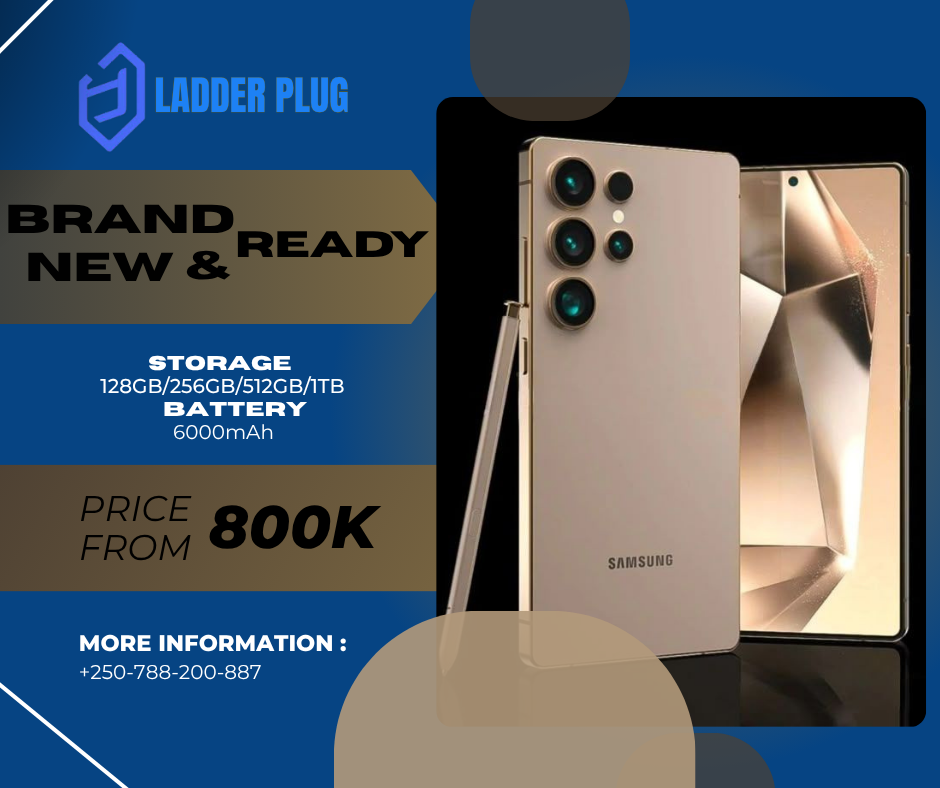 LADDER PLUG
BRAND
NEW &
READY
STORAGE
128GB/256GB/512GB/1TB
BATTERY
6000mAh
PRICE
FROM
800K
MORE INFORMATION :
+250-788-200-887
SAMSUNG